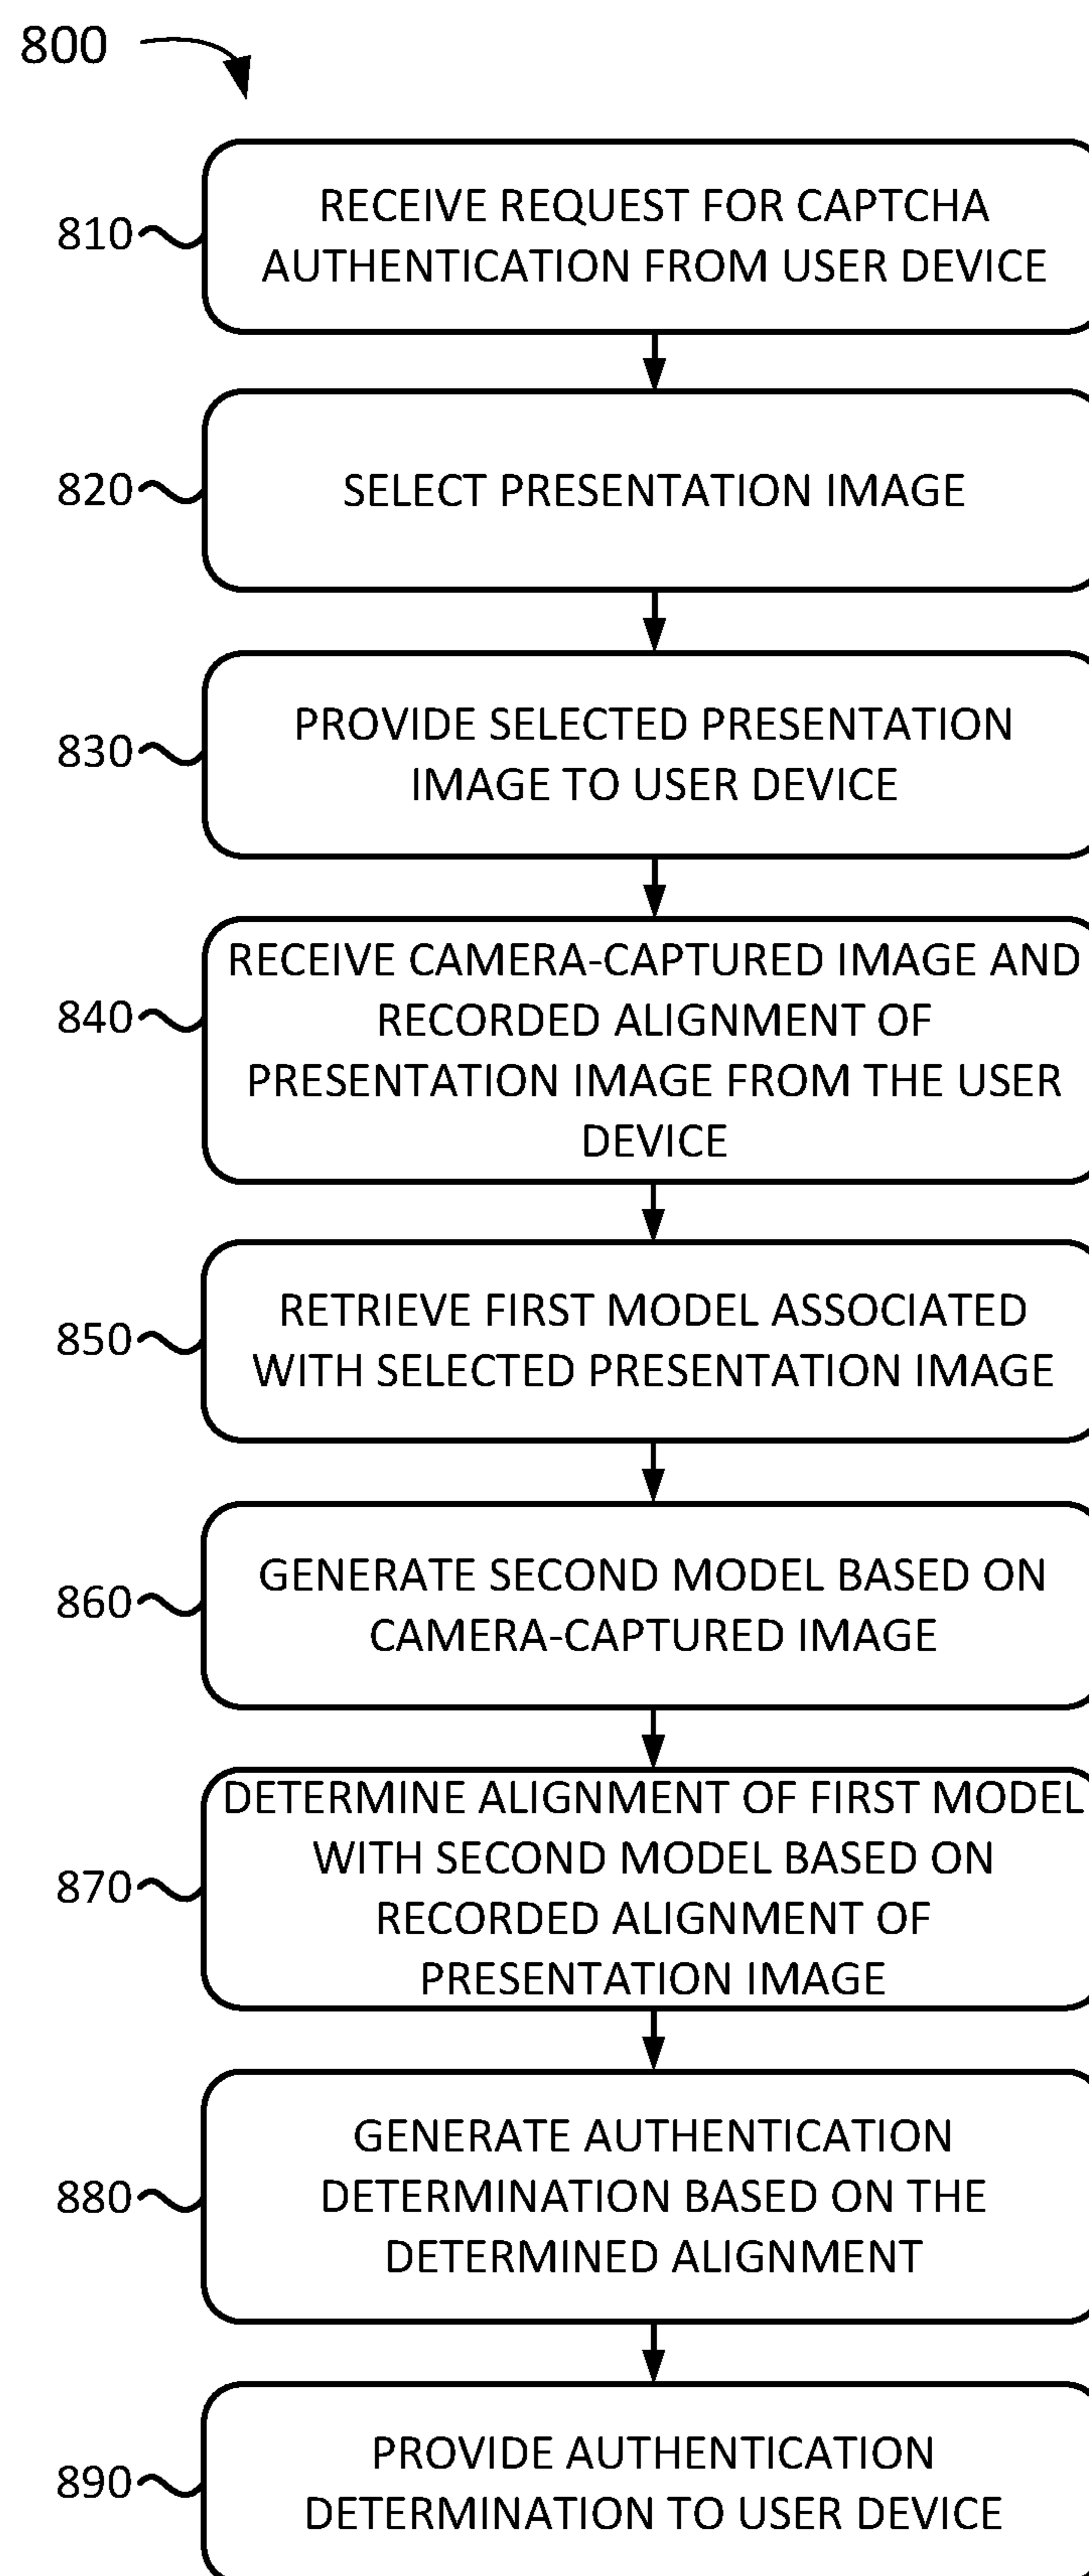 800
810
RECEIVE REQUEST FOR CAPTCHA
AUTHENTICATION FROM USER DEVICE
820
SELECT PRESENTATION IMAGE
830
PROVIDE SELECTED PRESENTATION
IMAGE TO USER DEVICE
840
RECEIVE CAMERA-CAPTURED IMAGE AND
RECORDED ALIGNMENT OF
PRESENTATION IMAGE FROM THE USER
DEVICE
850
RETRIEVE FIRST MODEL ASSOCIATED
WITH SELECTED PRESENTATION IMAGE
860
GENERATE SECOND MODEL BASED ON
CAMERA-CAPTURED IMAGE
870
DETERMINE ALIGNMENT OF FIRST MODEL
WITH SECOND MODEL BASED ON
RECORDED ALIGNMENT OF
PRESENTATION IMAGE
880
GENERATE AUTHENTICATION
DETERMINATION BASED ON THE
DETERMINED ALIGNMENT
890
PROVIDE AUTHENTICATION
DETERMINATION TO USER DEVICE